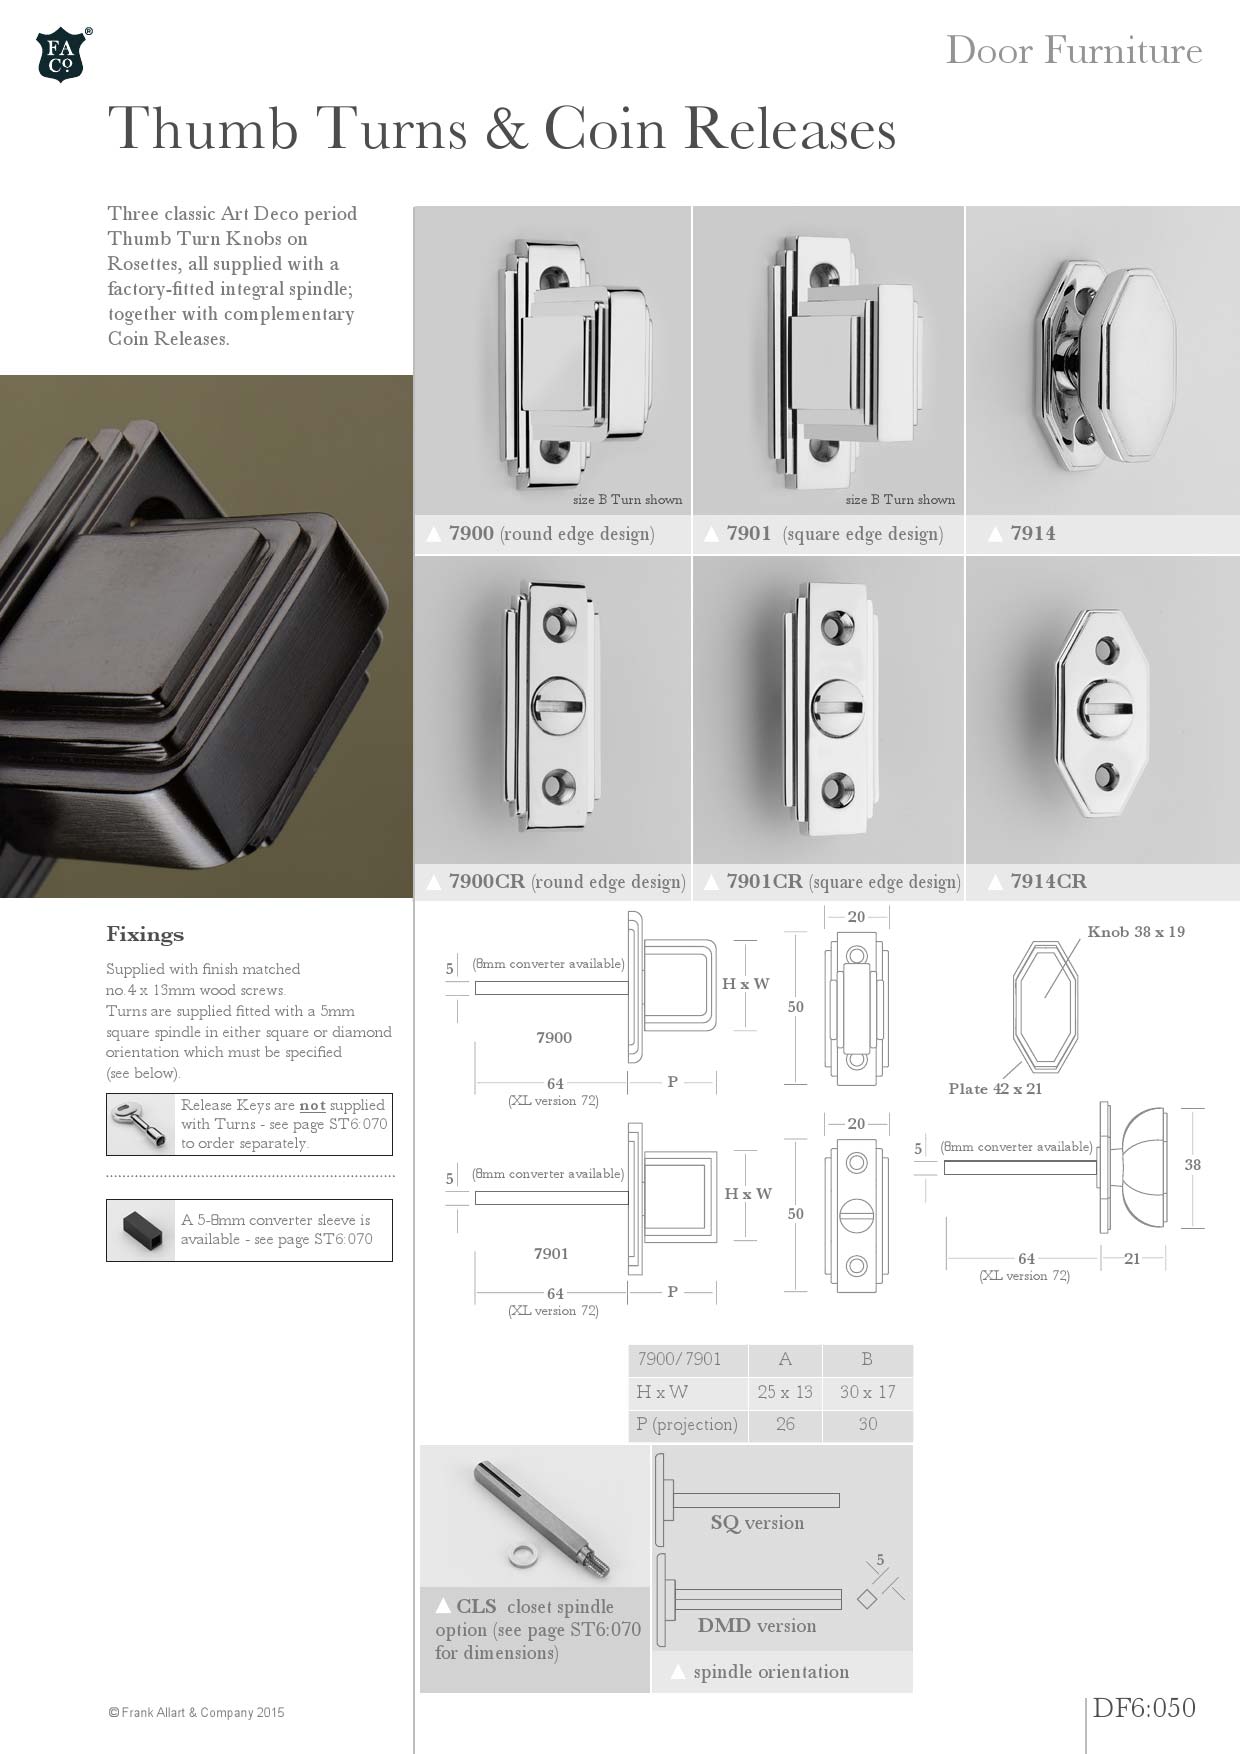 FA
Co.
®
Door Furniture
Thumb Turns & Coin Releases
Three classic Art Deco period
Thumb Turn Knobs on
Rosettes, all supplied with a
factory-fitted integral spindle;
together with complementary
Coin Releases.
size B Turn shown
size B Turn shown
7900 (round edge design)
7901 (square edge design)
7914
7900CR (round edge design)
7901CR (square edge design)
7914CR
Fixings
Supplied with finish matched
no.4 x 13mm wood screws.
Turns are supplied fitted with a 5mm
square spindle in either square or diamond
orientation which must be specified
(see below).
Release Keys are not supplied
with Turns - see page ST6:070
to order separately.
A 5-8mm converter sleeve is
available - see page ST6:070
5
(8mm converter available)
H x W
7900
64
P
(XL version 72)
20
50
Knob 38 x 19
Plate 42 x 21
5
(8mm converter available)
H x W
7901
64
P
(XL version 72)
20
50
5
(8mm converter available)
38
64
21
(XL version 72)
7900/7901 A B
H x W 25 x 13 30 x 17
P (projection) 26 30
CLS closet spindle
option (see page ST6:070
for dimensions)
SQ version
5
DMD version
spindle orientation
© Frank Allart & Company 2015
DF6:050